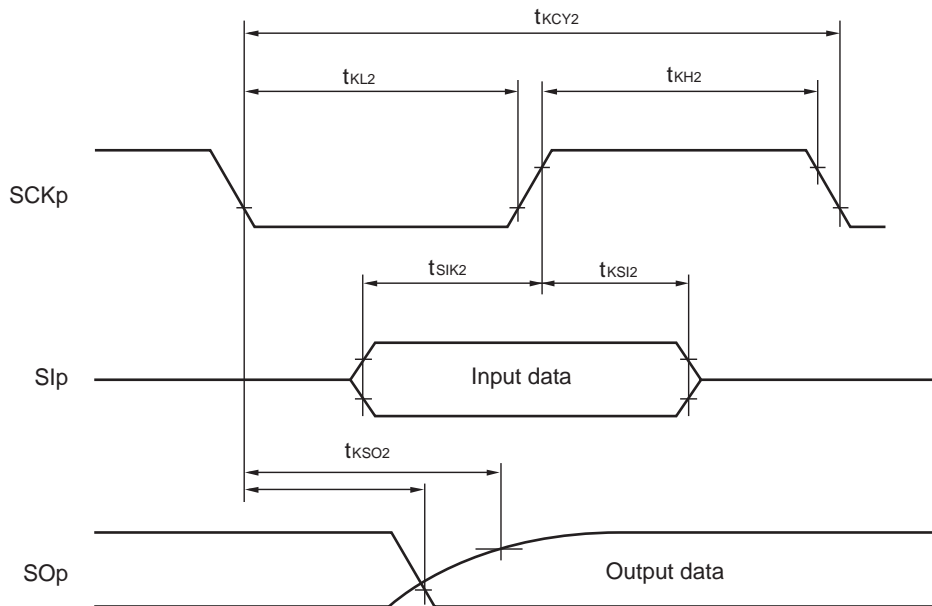 tKCY2
tKL2
tKH2
SCKp
tSIK2
tKSI2
SIp
Input data
tKSO2
SOp
Output data